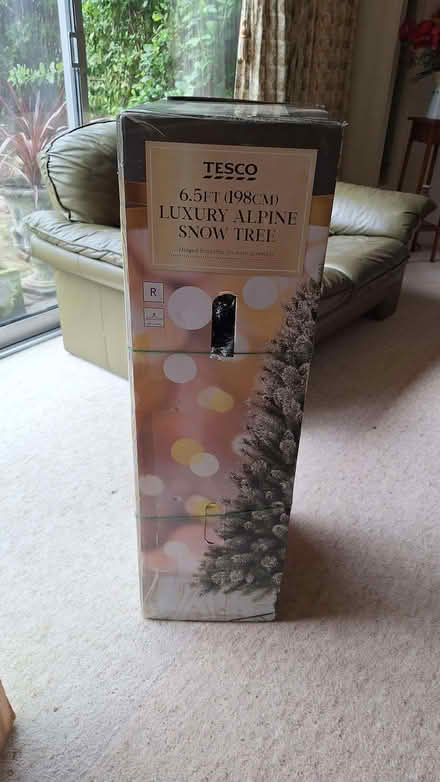 TESCO
6.5FT (198CM)
LUXURY ALPINE
SNOW TREE
R